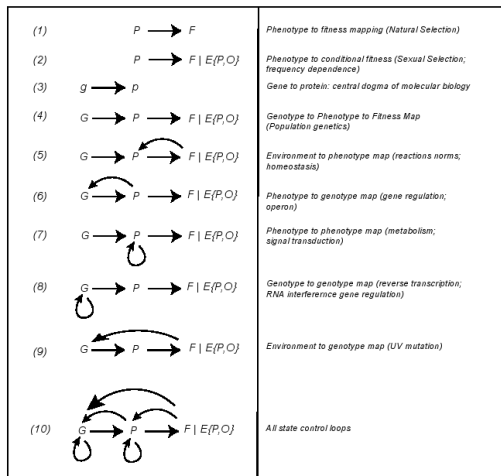 (1) P F Phenotype to fitness mapping (Natural Selection)
(2) P F | E{P,O} Phenotype to conditional fitness (Sexual Selection;
frequency dependence)
(3) g p Gene to protein: central dogma of molecular biology
(4) G P F | E{P,O} Genotype to Phenotype to Fitness Map
(Population genetics)
(5) G P F | E{P,O} Environment to phenotype map (reactions norms;
homeostasis)
(6) G P F | E{P,O} Phenotype to genotype map (gene regulation;
operon)
(7) G P F | E{P,O} Phenotype to phenotype map (metabolism;
signal transduction)
(8) G P F | E{P,O} Genotype to genotype map (reverse transcription;
RNA interference gene regulation)
(9) G P F | E{P,O} Environment to genotype map (UV mutation)
(10) G P F | E{P,O} All state control loops